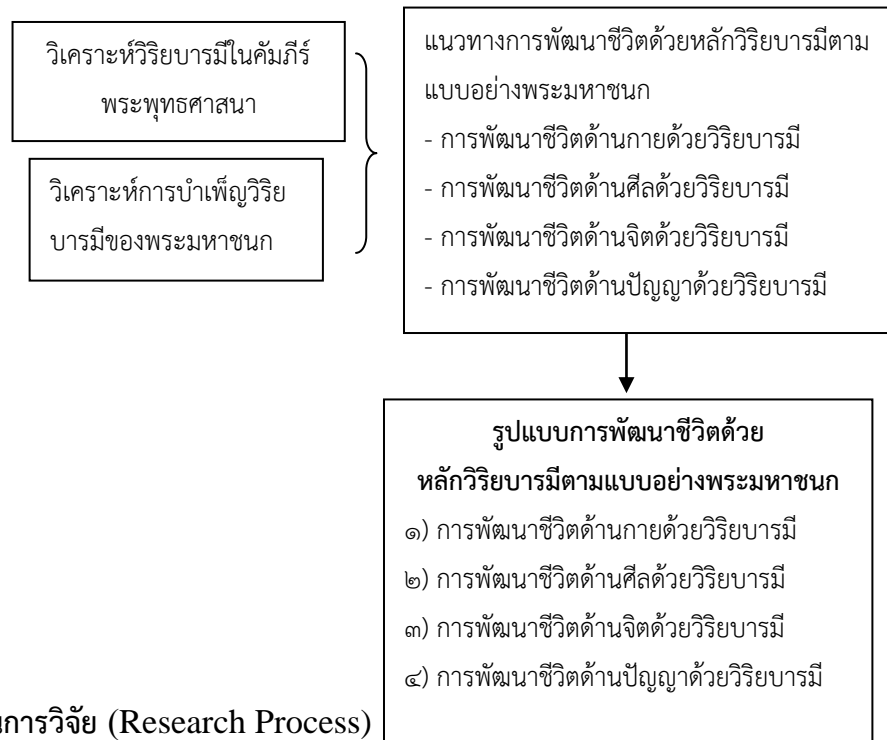 วิเคราะห์วิริยบารมีในคัมภีร์
พระพุทธศาสนา
วิเคราะห์การบำเพ็ญวิริย
บารมีของพระมหาชนก
แนวทางการพัฒนาชีวิตด้วยหลักวิริยบารมีตาม
แบบอย่างพระมหาชนก
- การพัฒนาชีวิตด้านกายด้วยวิริยบารมี
- การพัฒนาชีวิตด้านศีลด้วยวิริยบารมี
- การพัฒนาชีวิตด้านจิตด้วยวิริยบารมี
- การพัฒนาชีวิตด้านปัญญาด้วยวิริยบารมี
รูปแบบการพัฒนาชีวิตด้วย
หลักวิริยบารมีตามแบบอย่างพระมหาชนก
๑) การพัฒนาชีวิตด้านกายด้วยวิริยบารมี
๒) การพัฒนาชีวิตด้านศีลด้วยวิริยบารมี
๓) การพัฒนาชีวิตด้านจิตด้วยวิริยบารมี
๔) การพัฒนาชีวิตด้านปัญญาด้วยวิริยบารมี
การวิจัย (Research Process)